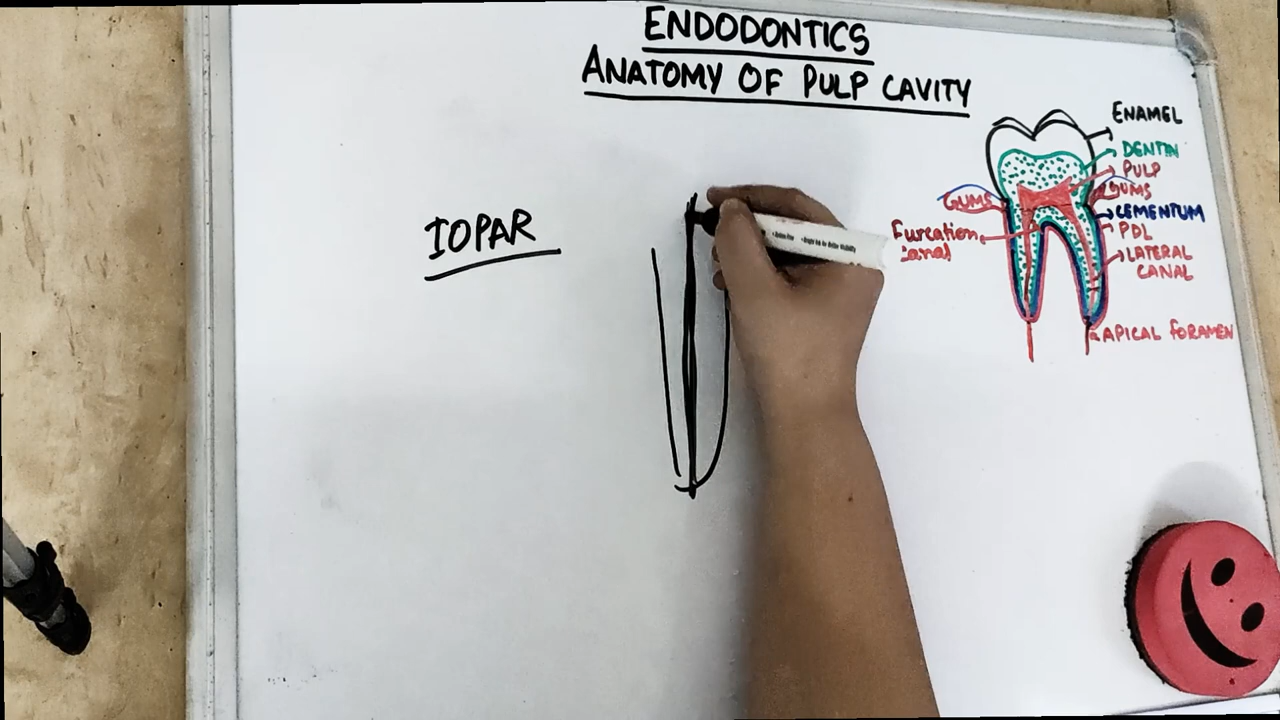 ENDODONTICS
ANATOMY OF PULP CAVITY
IOPAR
ENAMEL
DENTIN
PULP
GUMS
GUMS
CEMENTUM
PDL
Furcation
canal
LATERAL
CANAL
APICAL FORAMEN